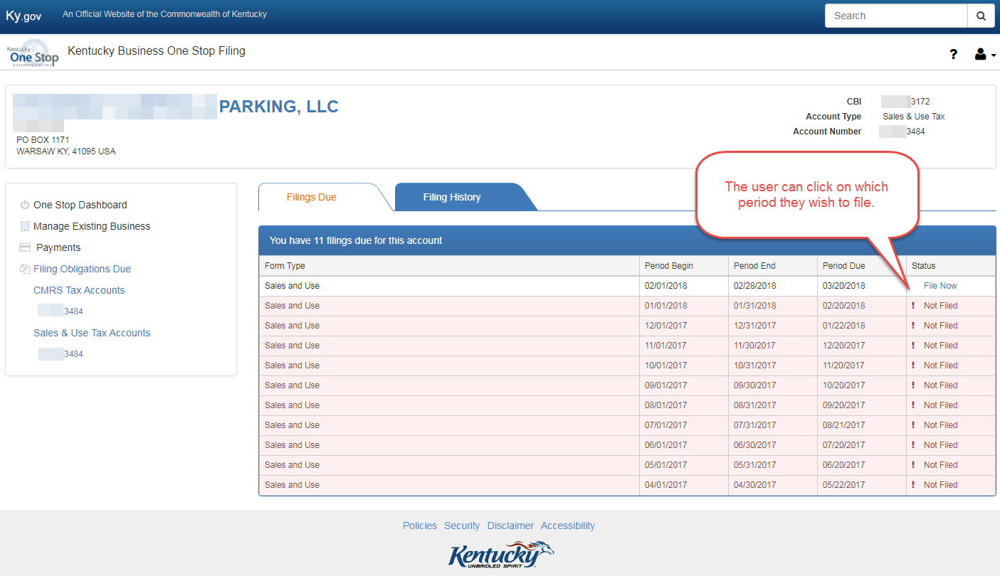 Ky.gov An Official Website of the Commonwealth of Kentucky Search
Kentucky
One Stop
BUSINESS PORTAL
Kentucky Business One Stop Filing ?
PARKING, LLC
PO BOX 1171
WARSAW KY, 41095 USA
CBI 3172
Account Type Sales & Use Tax
Account Number 3484
The user can click on which
period they wish to file.
One Stop Dashboard
Manage Existing Business
Payments
Filing Obligations Due
CMRS Tax Accounts
3484
Sales & Use Tax Accounts
3484
Filings Due Filing History
You have 11 filings due for this account
Form Type Period Begin Period End Period Due Status
Sales and Use 02/01/2018 02/28/2018 03/20/2018 File Now
Sales and Use 01/01/2018 01/31/2018 02/20/2018 ! Not Filed
Sales and Use 12/01/2017 12/31/2017 01/22/2018 ! Not Filed
Sales and Use 11/01/2017 11/30/2017 12/20/2017 ! Not Filed
Sales and Use 10/01/2017 10/31/2017 11/20/2017 ! Not Filed
Sales and Use 09/01/2017 09/30/2017 10/20/2017 ! Not Filed
Sales and Use 08/01/2017 08/31/2017 09/20/2017 ! Not Filed
Sales and Use 07/01/2017 07/31/2017 08/21/2017 ! Not Filed
Sales and Use 06/01/2017 06/30/2017 07/20/2017 ! Not Filed
Sales and Use 05/01/2017 05/31/2017 06/20/2017 ! Not Filed
Sales and Use 04/01/2017 04/30/2017 05/22/2017 ! Not Filed
Policies Security Disclaimer Accessibility
Kentucky
UNBRIDLED SPIRIT